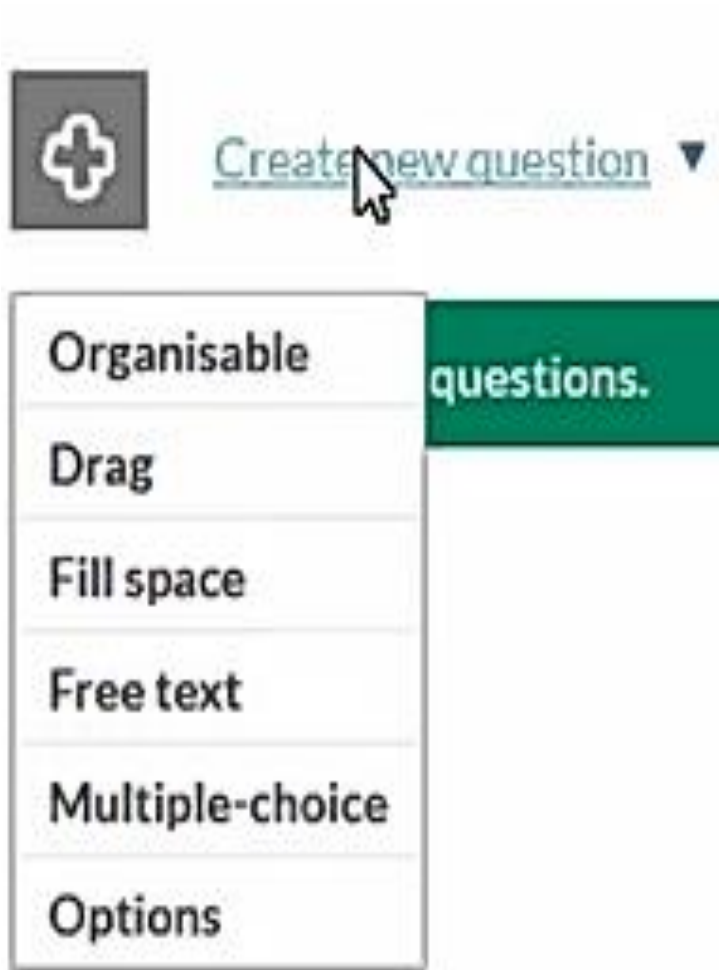 Create new question ▼
Organisable
questions.
Drag
Fill space
Free text
Multiple-choice
Options